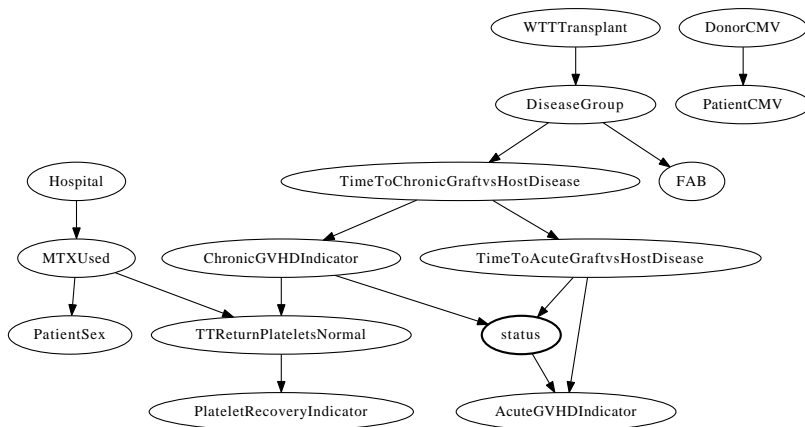 WTTTransplant
DonorCMV
DiseaseGroup
PatientCMV
Hospital
TimeToChronicGraftvsHostDisease
FAB
MTXUsed
ChronicGVHDIndicator
TimeToAcuteGraftvsHostDisease
PatientSex
TTReturnPlateletsNormal
status
PlateletRecoveryIndicator
AcuteGVHDIndicator